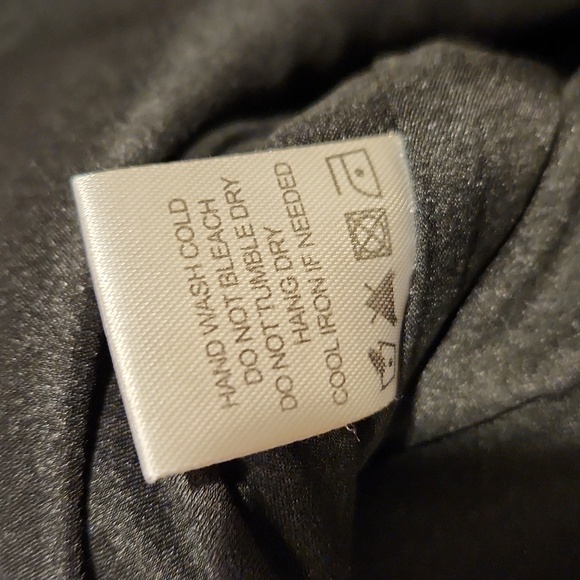 HAND WASH COLD
DO NOT BLEACH
DO NOT TUMBLE DRY
HANG DRY
COOL IRON IF NEEDED